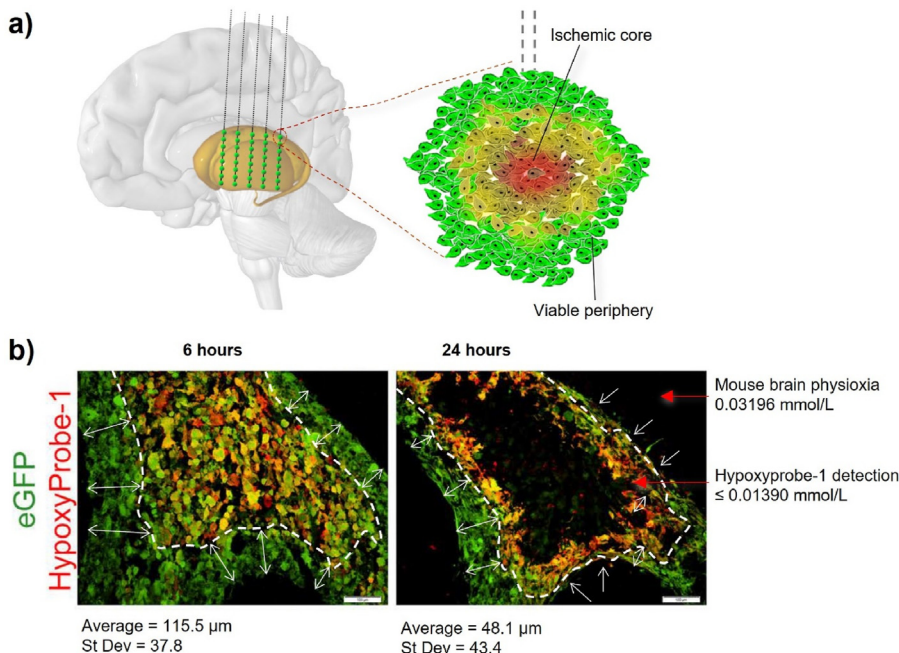 a)
Ischemic core
Viable periphery
b)
6 hours
24 hours
eGFP
HypoxyProbe-1
Mouse brain physioxia
0.03196 mmol/L
Hypoxyprobe-1 detection
≤ 0.01390 mmol/L
Average = 115.5 µm
St Dev = 37.8
Average = 48.1 µm
St Dev = 43.4